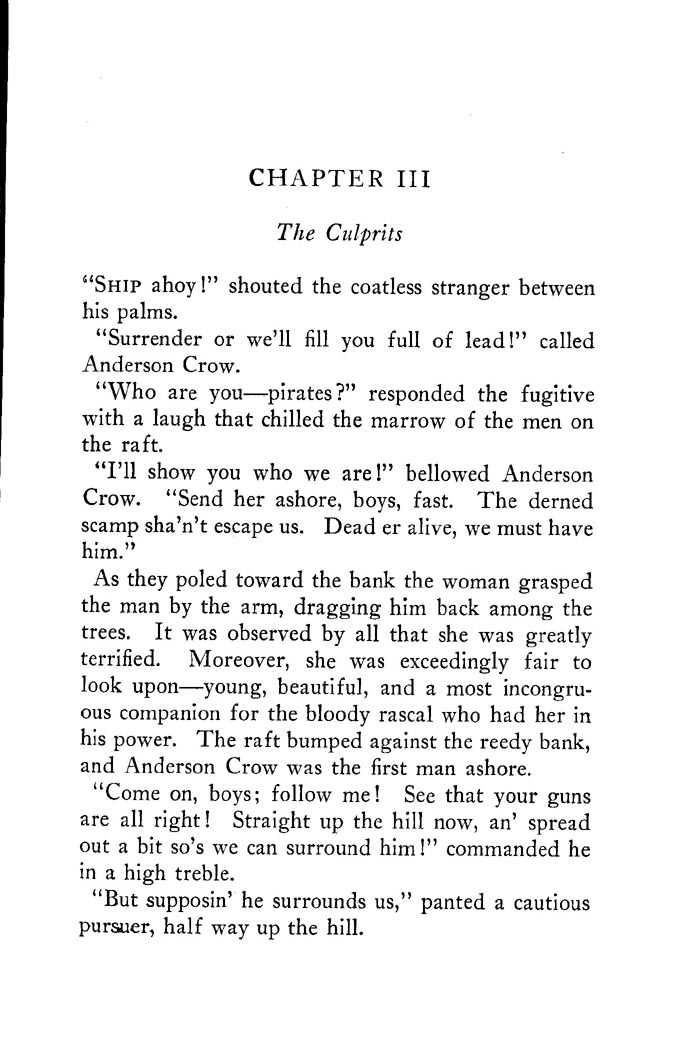 CHAPTER III
The Culprits
“SHIP ahoy!” shouted the coatless stranger between
his palms.
“Surrender or we’ll fill you full of lead!” called
Anderson Crow.
“Who are you—pirates?” responded the fugitive
with a laugh that chilled the marrow of the men on
the raft.
“I’ll show you who we are!” bellowed Anderson
Crow. “Send her ashore, boys, fast. The derned
scamp sha’n’t escape us. Dead er alive, we must have
him.”
As they poled toward the bank the woman grasped
the man by the arm, dragging him back among the
trees. It was observed by all that she was greatly
terrified. Moreover, she was exceedingly fair to
look upon—young, beautiful, and a most incongru-
ous companion for the bloody rascal who had her in
his power. The raft bumped against the reedy bank,
and Anderson Crow was the first man ashore.
“Come on, boys; follow me! See that your guns
are all right! Straight up the hill now, an’ spread
out a bit so’s we can surround him!” commanded he
in a high treble.
“But supposin’ he surrounds us,” panted a cautious
pursuer, half way up the hill.